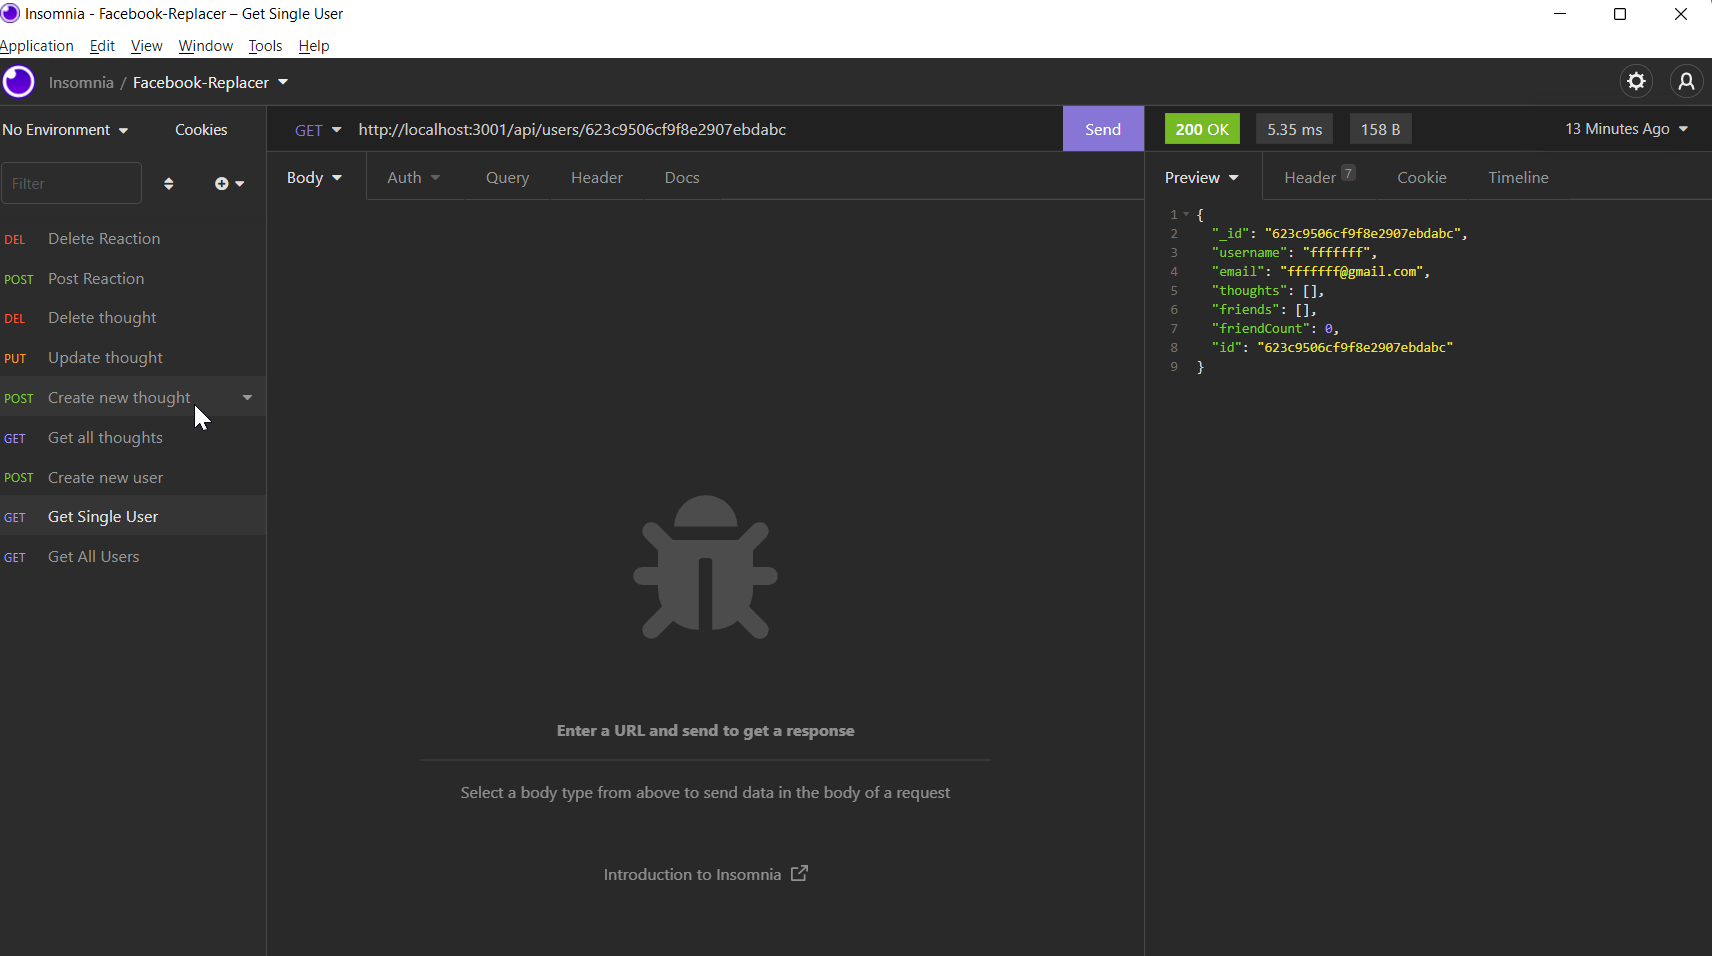 Insomnia - Facebook-Replacer – Get Single User
Application Edit View Window Tools Help
Insomnia / Facebook-Replacer
No Environment Cookies
GET http://localhost:3001/api/users/623c9506cf9f8e2907ebdabc Send
200 OK 5.35 ms 158 B 13 Minutes Ago
Filter
Body Auth Query Header Docs
Preview Header 7 Cookie Timeline
DEL Delete Reaction
POST Post Reaction
DEL Delete thought
PUT Update thought
POST Create new thought
GET Get all thoughts
POST Create new user
GET Get Single User
GET Get All Users
Enter a URL and send to get a response
Select a body type from above to send data in the body of a request
Introduction to Insomnia
1 {
2 "_id": "623c9506cf9f8e2907ebdabc",
3 "username": "fffffff",
4 "email": "fffffff@gmail.com",
5 "thoughts": [],
6 "friends": [],
7 "friendCount": 0,
8 "id": "623c9506cf9f8e2907ebdabc"
9 }